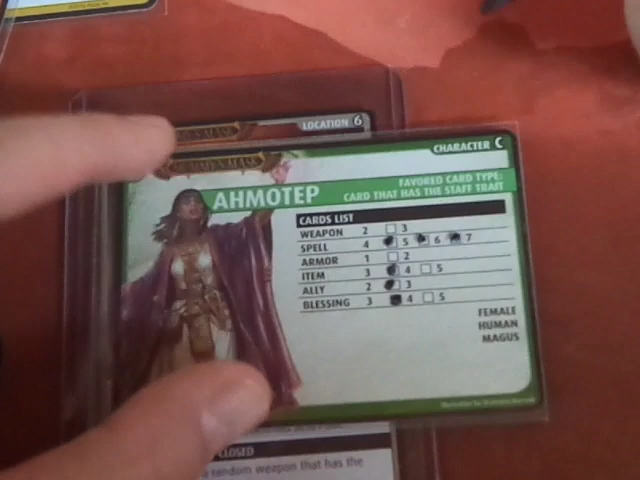 LOCATION 6
CHARACTER C
AHMOTEP
FAVORED CARD TYPE:
CARD THAT HAS THE STAFF TRAIT
CARDS LIST
WEAPON 2 3
SPELL 4 5 6 7
ARMOR 1 2
ITEM 3 4 5
ALLY 2 3
BLESSING 3 4 5
FEMALE
HUMAN
MAGUS
CLOSED
random weapon that has the